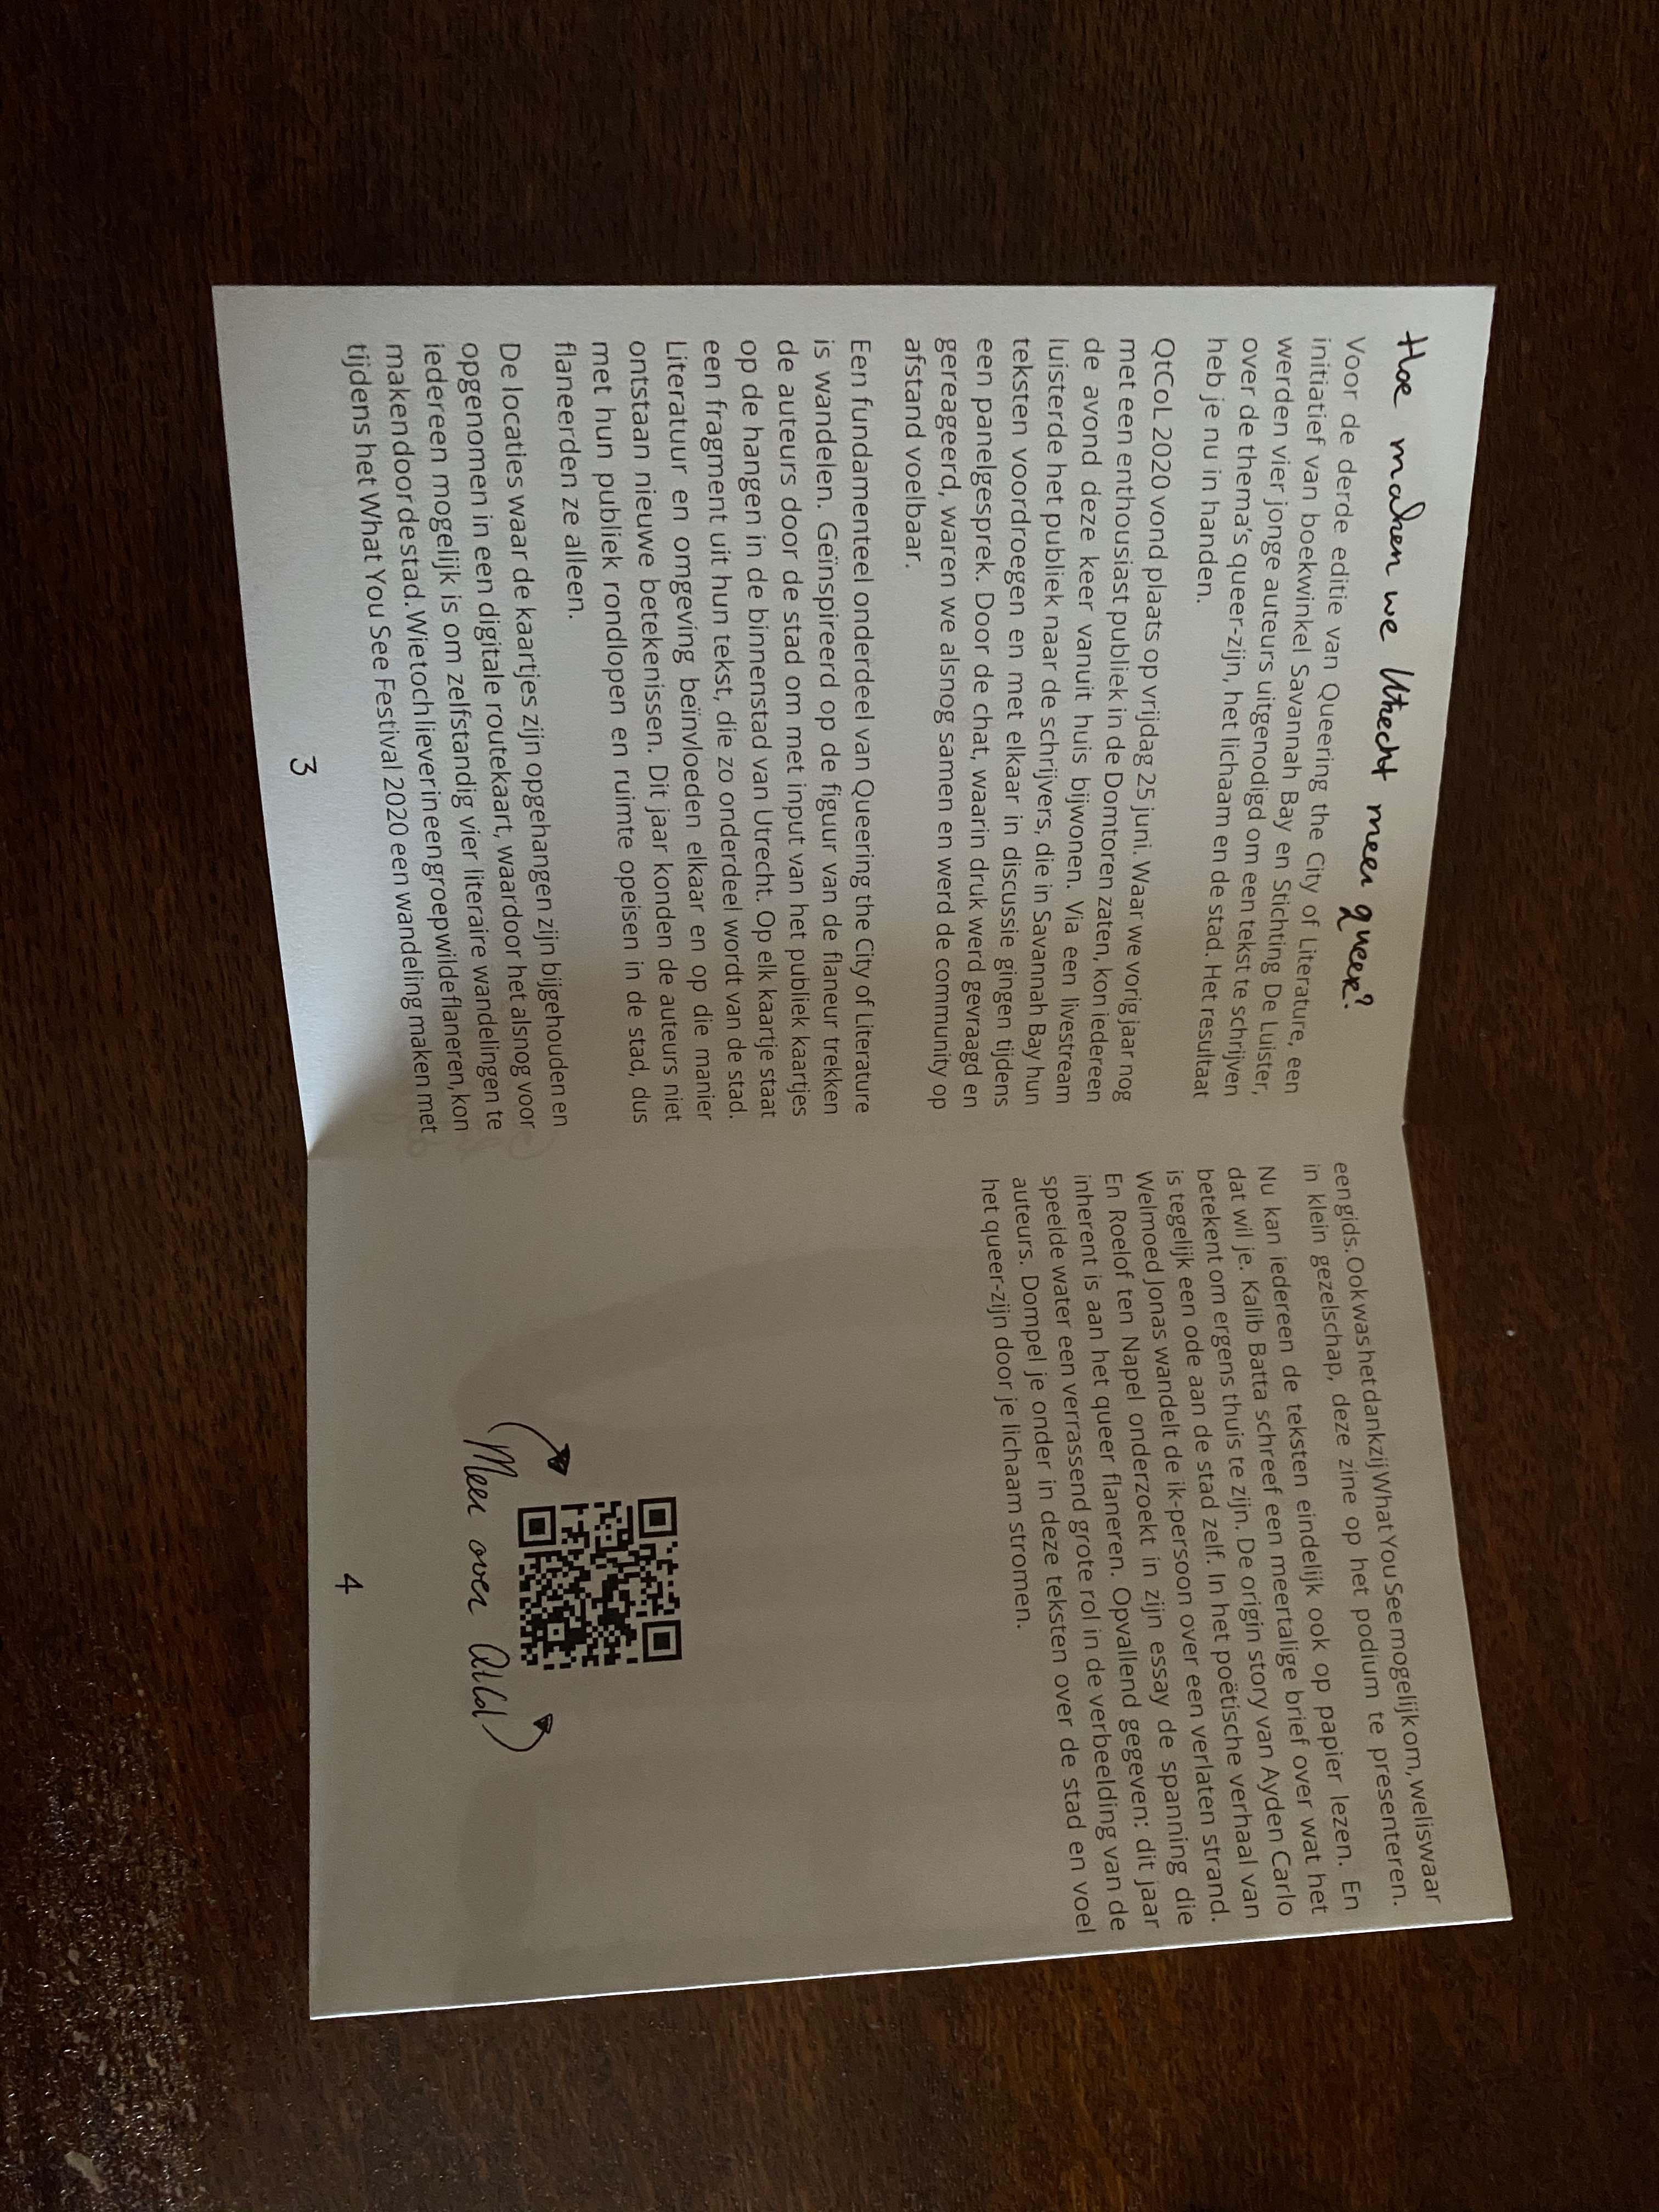 Hoe maken we Utrecht meer queer?
Voor de derde editie van Queering the City of Literature, een
initiatief van boekwinkel Savannah Bay en Stichting De Luister,
werden vier jonge auteurs uitgenodigd om een tekst te schrijven
over de thema's queer-zijn, het lichaam en de stad. Het resultaat
heb je nu in handen.
QtCoL 2020 vond plaats op vrijdag 25 juni. Waar we vorig jaar nog
met een enthousiast publiek in de Domtoren zaten, kon iedereen
de avond deze keer vanuit huis bijwonen. Via een livestream
luisterde het publiek naar de schrijvers, die in Savannah Bay hun
teksten voordroegen en met elkaar in discussie gingen tijdens
een panelgesprek. Door de chat, waarin druk werd gevraagd en
gereageerd, waren we alsnog samen en werd de community op
afstand voelbaar.
Een fundamenteel onderdeel van Queering the City of Literature
is wandelen. Geïnspireerd op de figuur van de flaneur trekken
de auteurs door de stad om met input van het publiek kaartjes
op de hangen in de binnenstad van Utrecht. Op elk kaartje staat
een fragment uit hun tekst, die zo onderdeel wordt van de stad.
Literatuur en omgeving beïnvloeden elkaar en op die manier
ontstaan nieuwe betekenissen. Dit jaar konden de auteurs niet
met hun publiek rondlopen en ruimte opeisen in de stad, dus
flaneerden ze alleen.
De locaties waar de kaartjes zijn opgehangen zijn bijgehouden en
opgenomen in een digitale routekaart, waardoor het alsnog voor
iedereen mogelijk is om zelfstandig vier literaire wandelingen te
maken door de stad. Wie toch liever in een groep wilde flaneren, kon
tijdens het What You See Festival 2020 een wandeling maken met
3
een gids. Ook was het dankzij What You See mogelijk om, weliswaar
in klein gezelschap, deze zine op het podium te presenteren.
Nu kan iedereen de teksten eindelijk ook op papier lezen. En
dat wil je. Kalib Batta schreef een meertalige brief over wat het
betekent om ergens thuis te zijn. De origin story van Ayden Carlo
is tegelijk een ode aan de stad zelf. In het poëtische verhaal van
Welmoed Jonas wandelt de ik-persoon over een verlaten strand.
En Roelof ten Napel onderzoekt in zijn essay de spanning die
inherent is aan het queer flaneren. Opvallend gegeven: dit jaar
speelde water een verrassend grote rol in de verbeelding van de
auteurs. Dompel je onder in deze teksten over de stad en voel
het queer-zijn door je lichaam stromen.
Meer over QtCoL
4